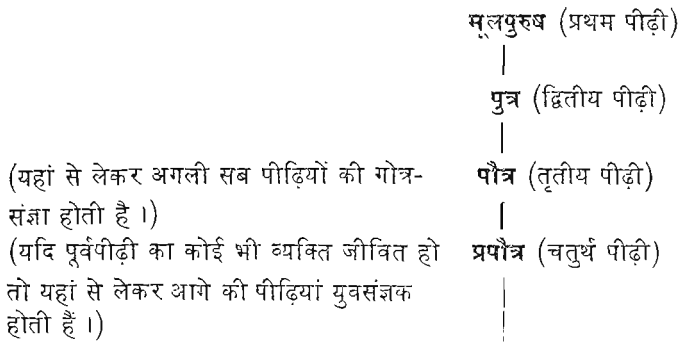 मूलपुरुष (प्रथम पीढ़ी)
पुत्र (द्वितीय पीढ़ी)
(यहां से लेकर अगली सब पीढ़ियों की गोत्र- पौत्र (तृतीय पीढ़ी)
संज्ञा होती है ।)
(यदि पूर्वपीढ़ी का कोई भी व्यक्ति जीवित हो प्रपौत्र (चतुर्थ पीढ़ी)
तो यहां से लेकर आगे की पीढ़ियां युवसंज्ञक
होती हैं ।)